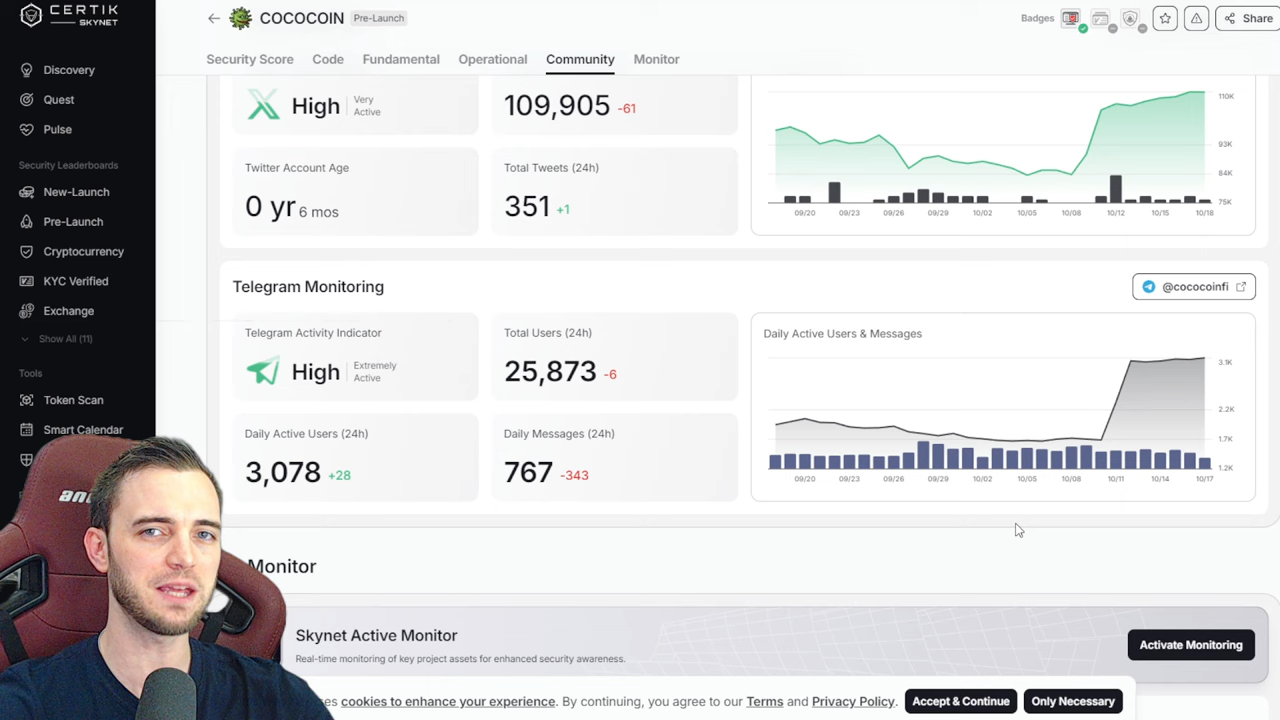 CERTIK
SKYNET
COCOCOIN Pre-Launch
Badges
Share
Security Score Code Fundamental Operational Community Monitor
Discovery
Quest
Pulse
Security Leaderboards
New-Launch
Pre-Launch
Cryptocurrency
KYC Verified
Exchange
Show All (11)
Tools
Token Scan
Smart Calendar
High Very Active
109,905 -61
110K
93K
84K
75K
09/20 09/23 09/26 09/29 10/02 10/05 10/08 10/12 10/15 10/18
Twitter Account Age
0 yr 6 mos
Total Tweets (24h)
351 +1
Telegram Monitoring
@cococoinfi
Telegram Activity Indicator
High Extremely Active
Total Users (24h)
25,873 -6
Daily Active Users (24h)
3,078 +28
Daily Messages (24h)
767 -343
Daily Active Users & Messages
3.1K
2.2K
1.7K
1.2K
09/20 09/23 09/26 09/29 10/02 10/05 10/08 10/11 10/14 10/17
Monitor
Skynet Active Monitor
Real-time monitoring of key project assets for enhanced security awareness.
Activate Monitoring
cookies to enhance your experience. By continuing, you agree to our Terms and Privacy Policy.
Accept & Continue
Only Necessary